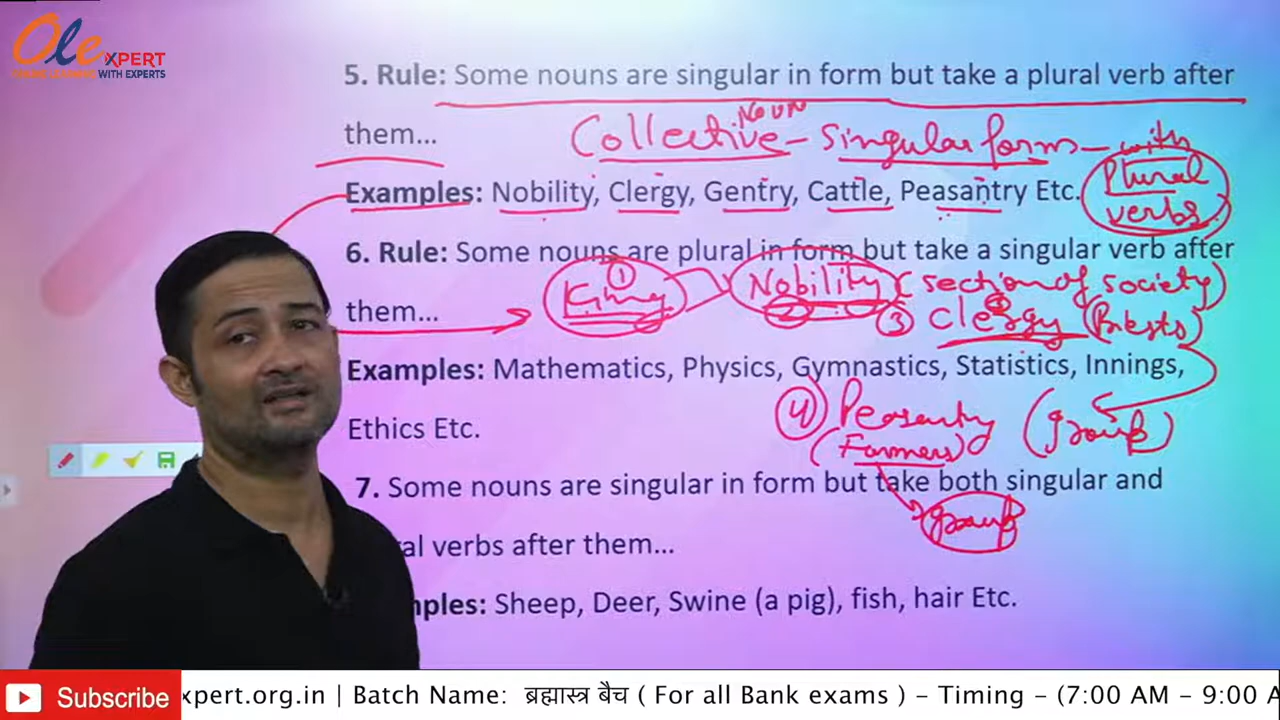 Ole XPERT
WITH EXPERTS
5. Rule: Some nouns are singular in form but take a plural verb after
them...
Collective Noun - Singular form - with
Plural
verbs
Examples: Nobility, Clergy, Gentry, Cattle, Peasantry Etc.
6. Rule: Some nouns are plural in form but take a singular verb after
1
King
Nobility (section of society)
2
them...
3 Clergy (Priests)
Examples: Mathematics, Physics, Gymnastics, Statistics, Innings,
4 Peasantry (group)
Ethics Etc.
(Farmers)
7. Some nouns are singular in form but take both singular and
group
al verbs after them...
mples: Sheep, Deer, Swine (a pig), fish, hair Etc.
Subscribe
xpert.org.in | Batch Name: ब्रह्मास्त्र बैच ( For all Bank exams ) – Timing – (7:00 AM – 9:00 A